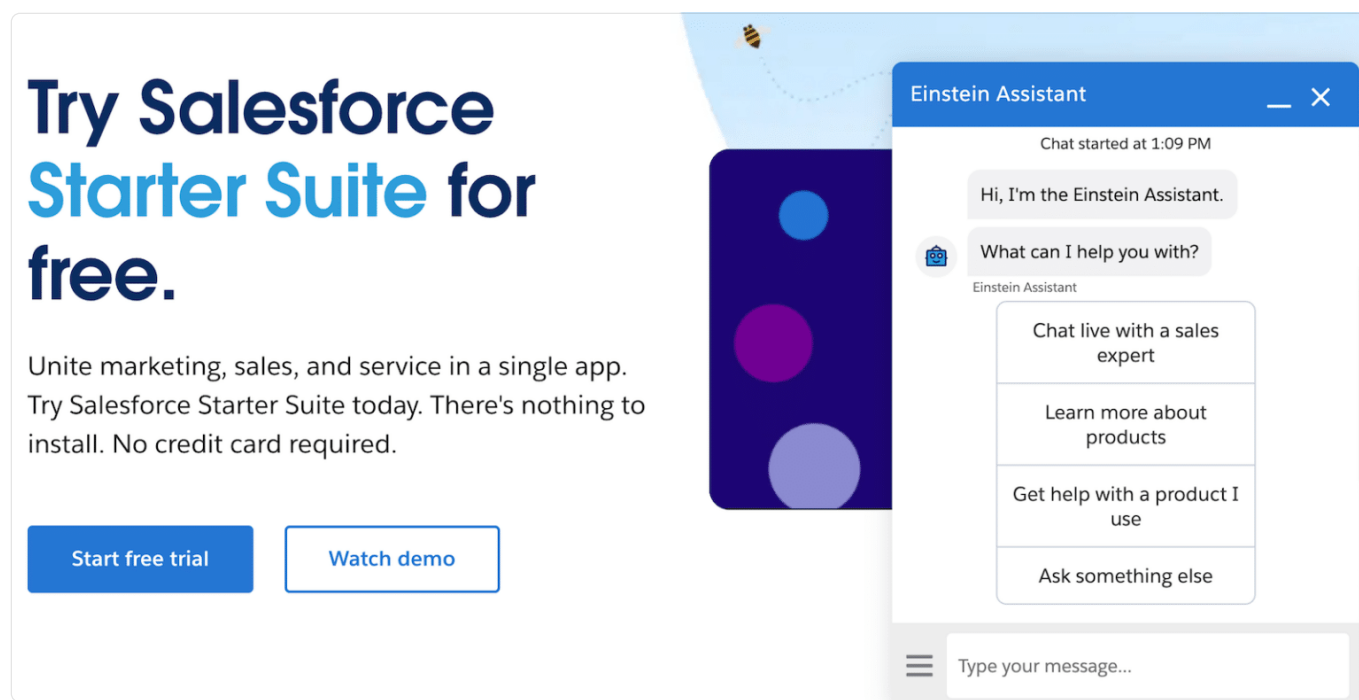 Try Salesforce
Starter Suite for
free.
Unite marketing, sales, and service in a single app.
Try Salesforce Starter Suite today. There's nothing to
install. No credit card required.
Start free trial
Watch demo
Einstein Assistant
Chat started at 1:09 PM
Hi, I'm the Einstein Assistant.
What can I help you with?
Einstein Assistant
Chat live with a sales
expert
Learn more about
products
Get help with a product I
use
Ask something else
Type your message...